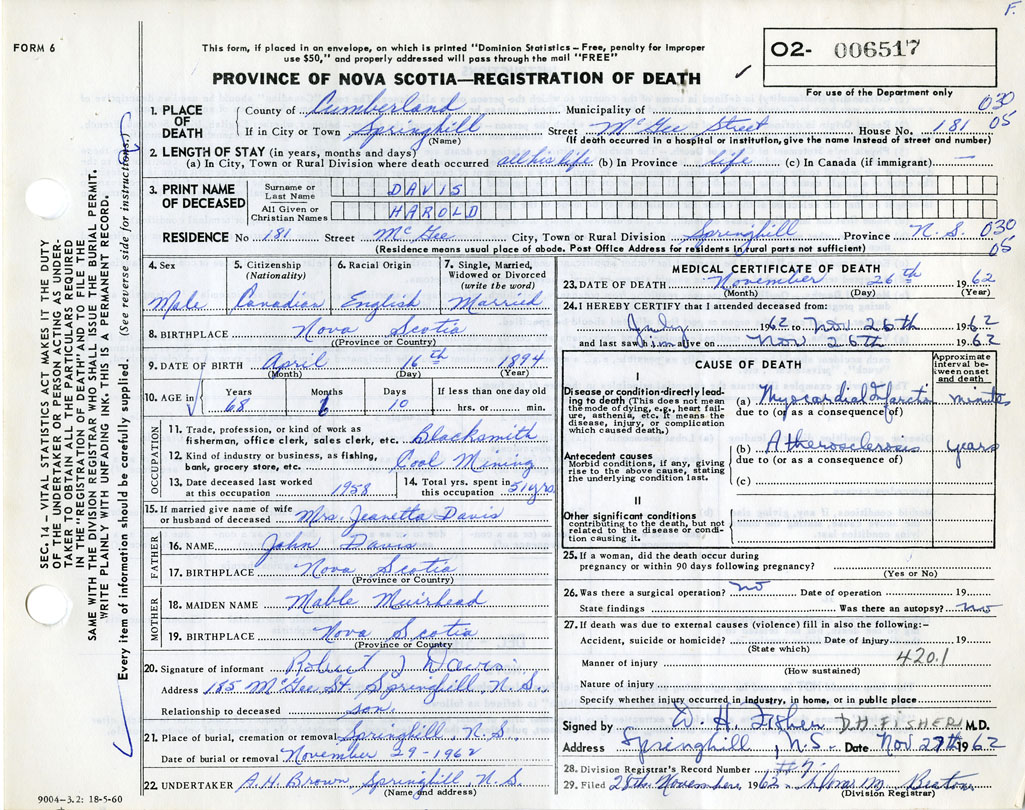 F.
FORM 6
This form, if placed in an envelope, on which is printed "Dominion Statistics – Free, penalty for improper
use $50," and properly addressed will pass through the mail "FREE"
PROVINCE OF NOVA SCOTIA—REGISTRATION OF DEATH ✓
02- 006517
For use of the Department only
1. PLACE OF DEATH
County of Cumberland Municipality of 030
If in City or Town Springhill Street McGee Street House No. 181 05
(Name) (If death occurred in a hospital or institution, give the name instead of street and number)
2. LENGTH OF STAY (in years, months and days)
(a) In City, Town or Rural Division where death occurred all his life (b) In Province life (c) In Canada (if immigrant) —
3. PRINT NAME OF DECEASED
Surname or Last Name DAVIS
All Given or Christian Names HAROLD
RESIDENCE No 181 Street McGee City, Town or Rural Division Springhill Province N.S. 030
(Residence means usual place of abode. Post Office Address for residents in rural parts not sufficient) 05
4. Sex Male
5. Citizenship (Nationality) Canadian
6. Racial Origin English
7. Single, Married, Widowed or Divorced (write the word) Married
8. BIRTHPLACE Nova Scotia
(Province or Country)
9. DATE OF BIRTH April 16th 1894
(Month) (Day) (Year)
10. AGE in Years Months Days If less than one day old
68 6 10 hrs. or min.
OCCUPATION
11. Trade, profession, or kind of work as
fisherman, office clerk, sales clerk, etc. Blacksmith
12. Kind of industry or business, as fishing,
bank, grocery store, etc. Coal Mining
13. Date deceased last worked
at this occupation 1958
14. Total yrs. spent in
this occupation 51 yrs
15. If married give name of wife
or husband of deceased Mrs. Jeanetta Davis
FATHER
16. NAME John Davis
17. BIRTHPLACE Nova Scotia
(Province or Country)
MOTHER
18. MAIDEN NAME Mable Muirhead
19. BIRTHPLACE Nova Scotia
(Province or Country)
20. Signature of informant Robert J Davis
Address 185 McGee St. Springhill, N.S.
Relationship to deceased son.
21. Place of burial, cremation or removal Springhill, N.S
Date of burial or removal November 29-1962
22. UNDERTAKER A.H. Brown Springhill, N.S.
(Name and address)
MEDICAL CERTIFICATE OF DEATH
23. DATE OF DEATH November 26th 1962
(Month) (Day) (Year)
24. I HEREBY CERTIFY that I attended deceased from:
July 1962 to Nov 26th 1962
and last saw him alive on Nov 26th 1962
CAUSE OF DEATH
Approximate interval between onset and death
I
Disease or condition directly leading to death (This does not mean
the mode of dying, e.g., heart failure, asthenia, etc. It means the
disease, injury, or complication
which caused death.)
(a) Myocardial Infarction minutes
due to (or as a consequence of)
Antecedent causes
Morbid conditions, if any, giving
rise to the above cause, stating
the underlying condition last.
(b) Atherosclerosis years
due to (or as a consequence of)
(c)
II
Other significant conditions
contributing to the death, but not
related to the disease or condition causing it.
25. If a woman, did the death occur during
pregnancy or within 90 days following pregnancy?
(Yes or No)
26. Was there a surgical operation? no Date of operation 19
State findings Was there an autopsy? no
27. If death was due to external causes (violence) fill in also the following:–
Accident, suicide or homicide? Date of injury 19
(State which)
Manner of injury 420.1
(How sustained)
Nature of injury
Specify whether injury occurred in industry, in home, or in public place
Signed by D. H. Fisher D.H. FISHER M.D.
Address Springhill, N.S. Date Nov 27th 1962
28. Division Registrar's Record Number #71
29. Filed 28th November 1962 Beaton
(Division Registrar)
SEC. 14 – VITAL STATISTICS ACT MAKES IT THE DUTY
OF THE UNDERTAKER OR PERSON ACTING AS UNDERTAKER TO OBTAIN ALL THE PARTICULARS REQUIRED
IN THE "REGISTRATION OF DEATH" AND TO FILE THE
SAME WITH THE DIVISION REGISTRAR WHO SHALL ISSUE THE BURIAL PERMIT.
WRITE PLAINLY WITH UNFADING INK. THIS IS A PERMANENT RECORD.
Every item of information should be carefully supplied. (See reverse side for instructions.)
9004–3.2: 18-5-60